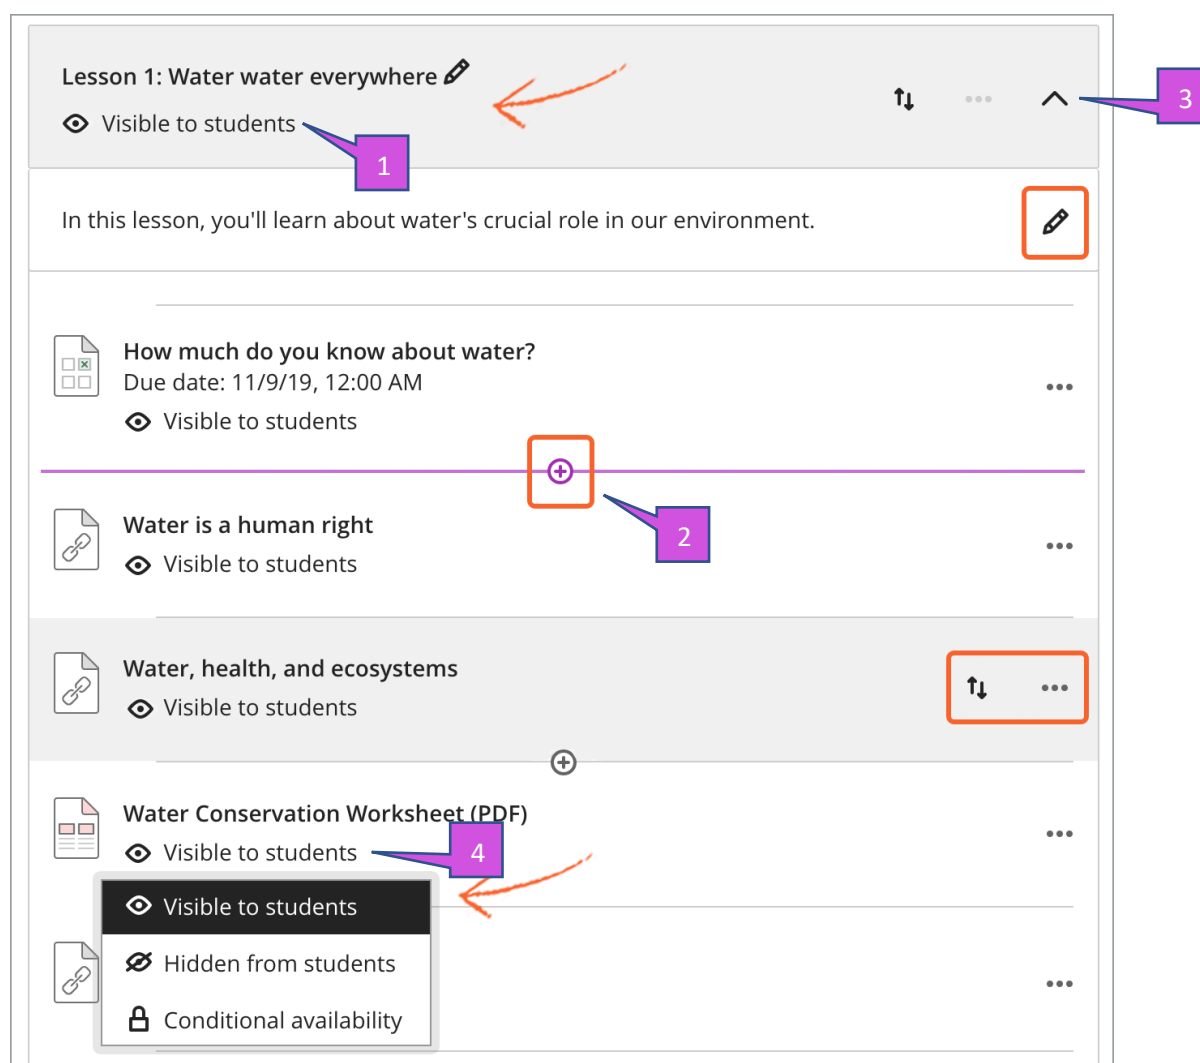 Lesson 1: Water water everywhere
Visible to students
3
1
In this lesson, you'll learn about water's crucial role in our environment.
How much do you know about water?
Due date: 11/9/19, 12:00 AM
Visible to students
2
Water is a human right
Visible to students
Water, health, and ecosystems
Visible to students
Water Conservation Worksheet (PDF)
Visible to students
4
Visible to students
Hidden from students
Conditional availability